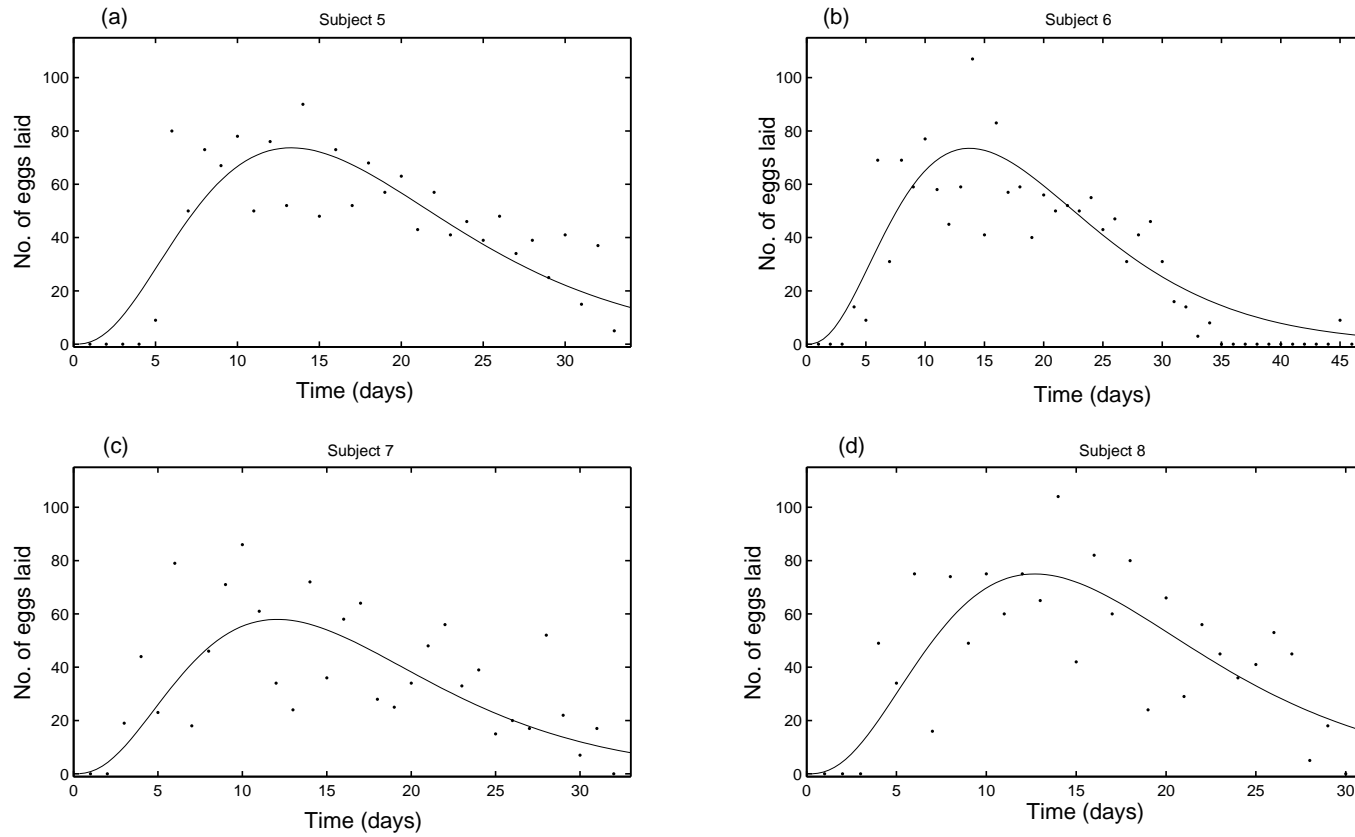 (a)
Subject 5
No. of eggs laid
100
80
60
40
20
0
0 5 10 15 20 25 30
Time (days)
(b)
Subject 6
No. of eggs laid
100
80
60
40
20
0
0 5 10 15 20 25 30 35 40 45
Time (days)
(c)
Subject 7
No. of eggs laid
100
80
60
40
20
0
0 5 10 15 20 25 30
Time (days)
(d)
Subject 8
No. of eggs laid
100
80
60
40
20
0
0 5 10 15 20 25 30
Time (days)